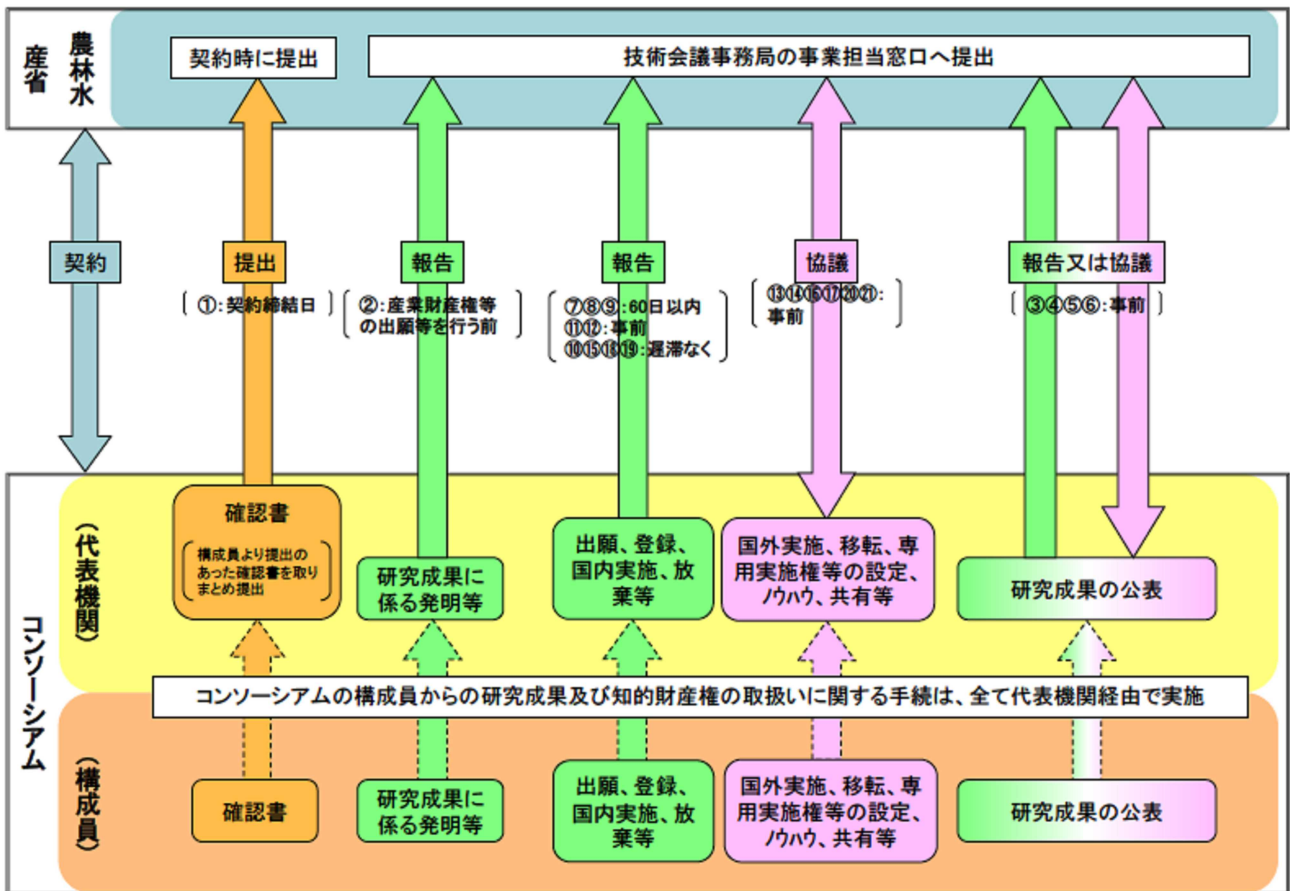 農林水
産省
契約時に提出
技術会議事務局の事業担当窓口へ提出
契約
提出
報告
報告
協議
報告又は協議
①：契約締結日
②：産業財産権等
の出願等を行う前
⑦⑧⑨：60日以内
⑪⑫：事前
⑩⑮⑱⑲：遅滞なく
⑬⑭⑯⑰⑳㉑：
事前
③④⑤⑥：事前
コンソーシアム
（代表機関）
確認書
構成員より提出の
あった確認書を取り
まとめ提出
研究成果に
係る発明等
出願、登録、
国内実施、放
棄等
国外実施、移転、専
用実施権等の設定、
ノウハウ、共有等
研究成果の公表
コンソーシアムの構成員からの研究成果及び知的財産権の取扱いに関する手続は、全て代表機関経由で実施
（構成員）
確認書
研究成果に
係る発明等
出願、登録、
国内実施、放
棄等
国外実施、移転、専
用実施権等の設定、
ノウハウ、共有等
研究成果の公表